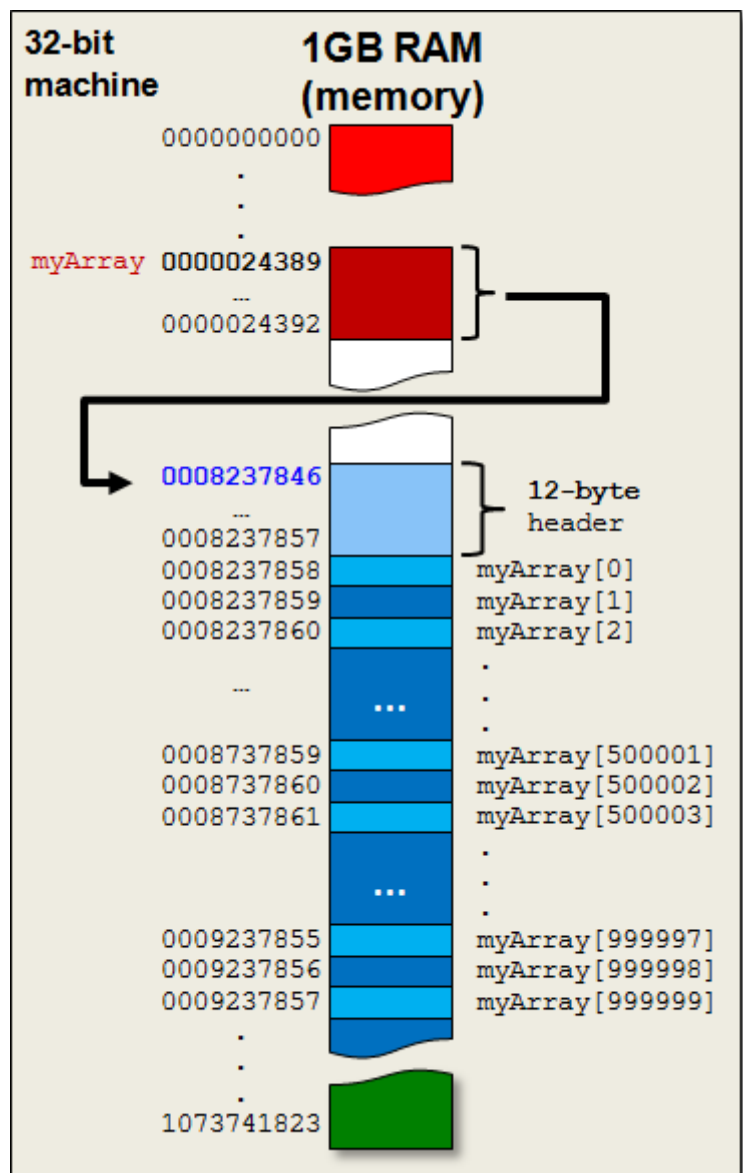 32-bit
machine
1GB RAM
(memory)
0000000000
.
.
.
myArray 0000024389
...
0000024392
0008237846
...
0008237857
12-byte
header
0008237858 myArray[0]
0008237859 myArray[1]
0008237860 myArray[2]
.
... ... .
.
0008737859 myArray[500001]
0008737860 myArray[500002]
0008737861 myArray[500003]
.
... .
.
0009237855 myArray[999997]
0009237856 myArray[999998]
0009237857 myArray[999999]
.
.
.
1073741823